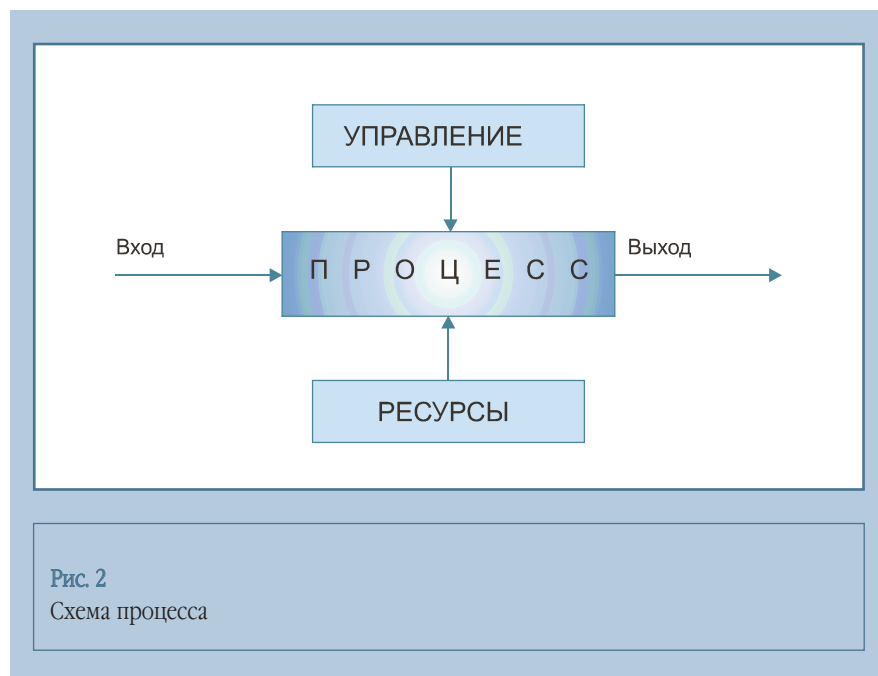 УПРАВЛЕНИЕ
Вход
П Р О Ц Е С С
Выход
РЕСУРСЫ
Рис. 2
Схема процесса